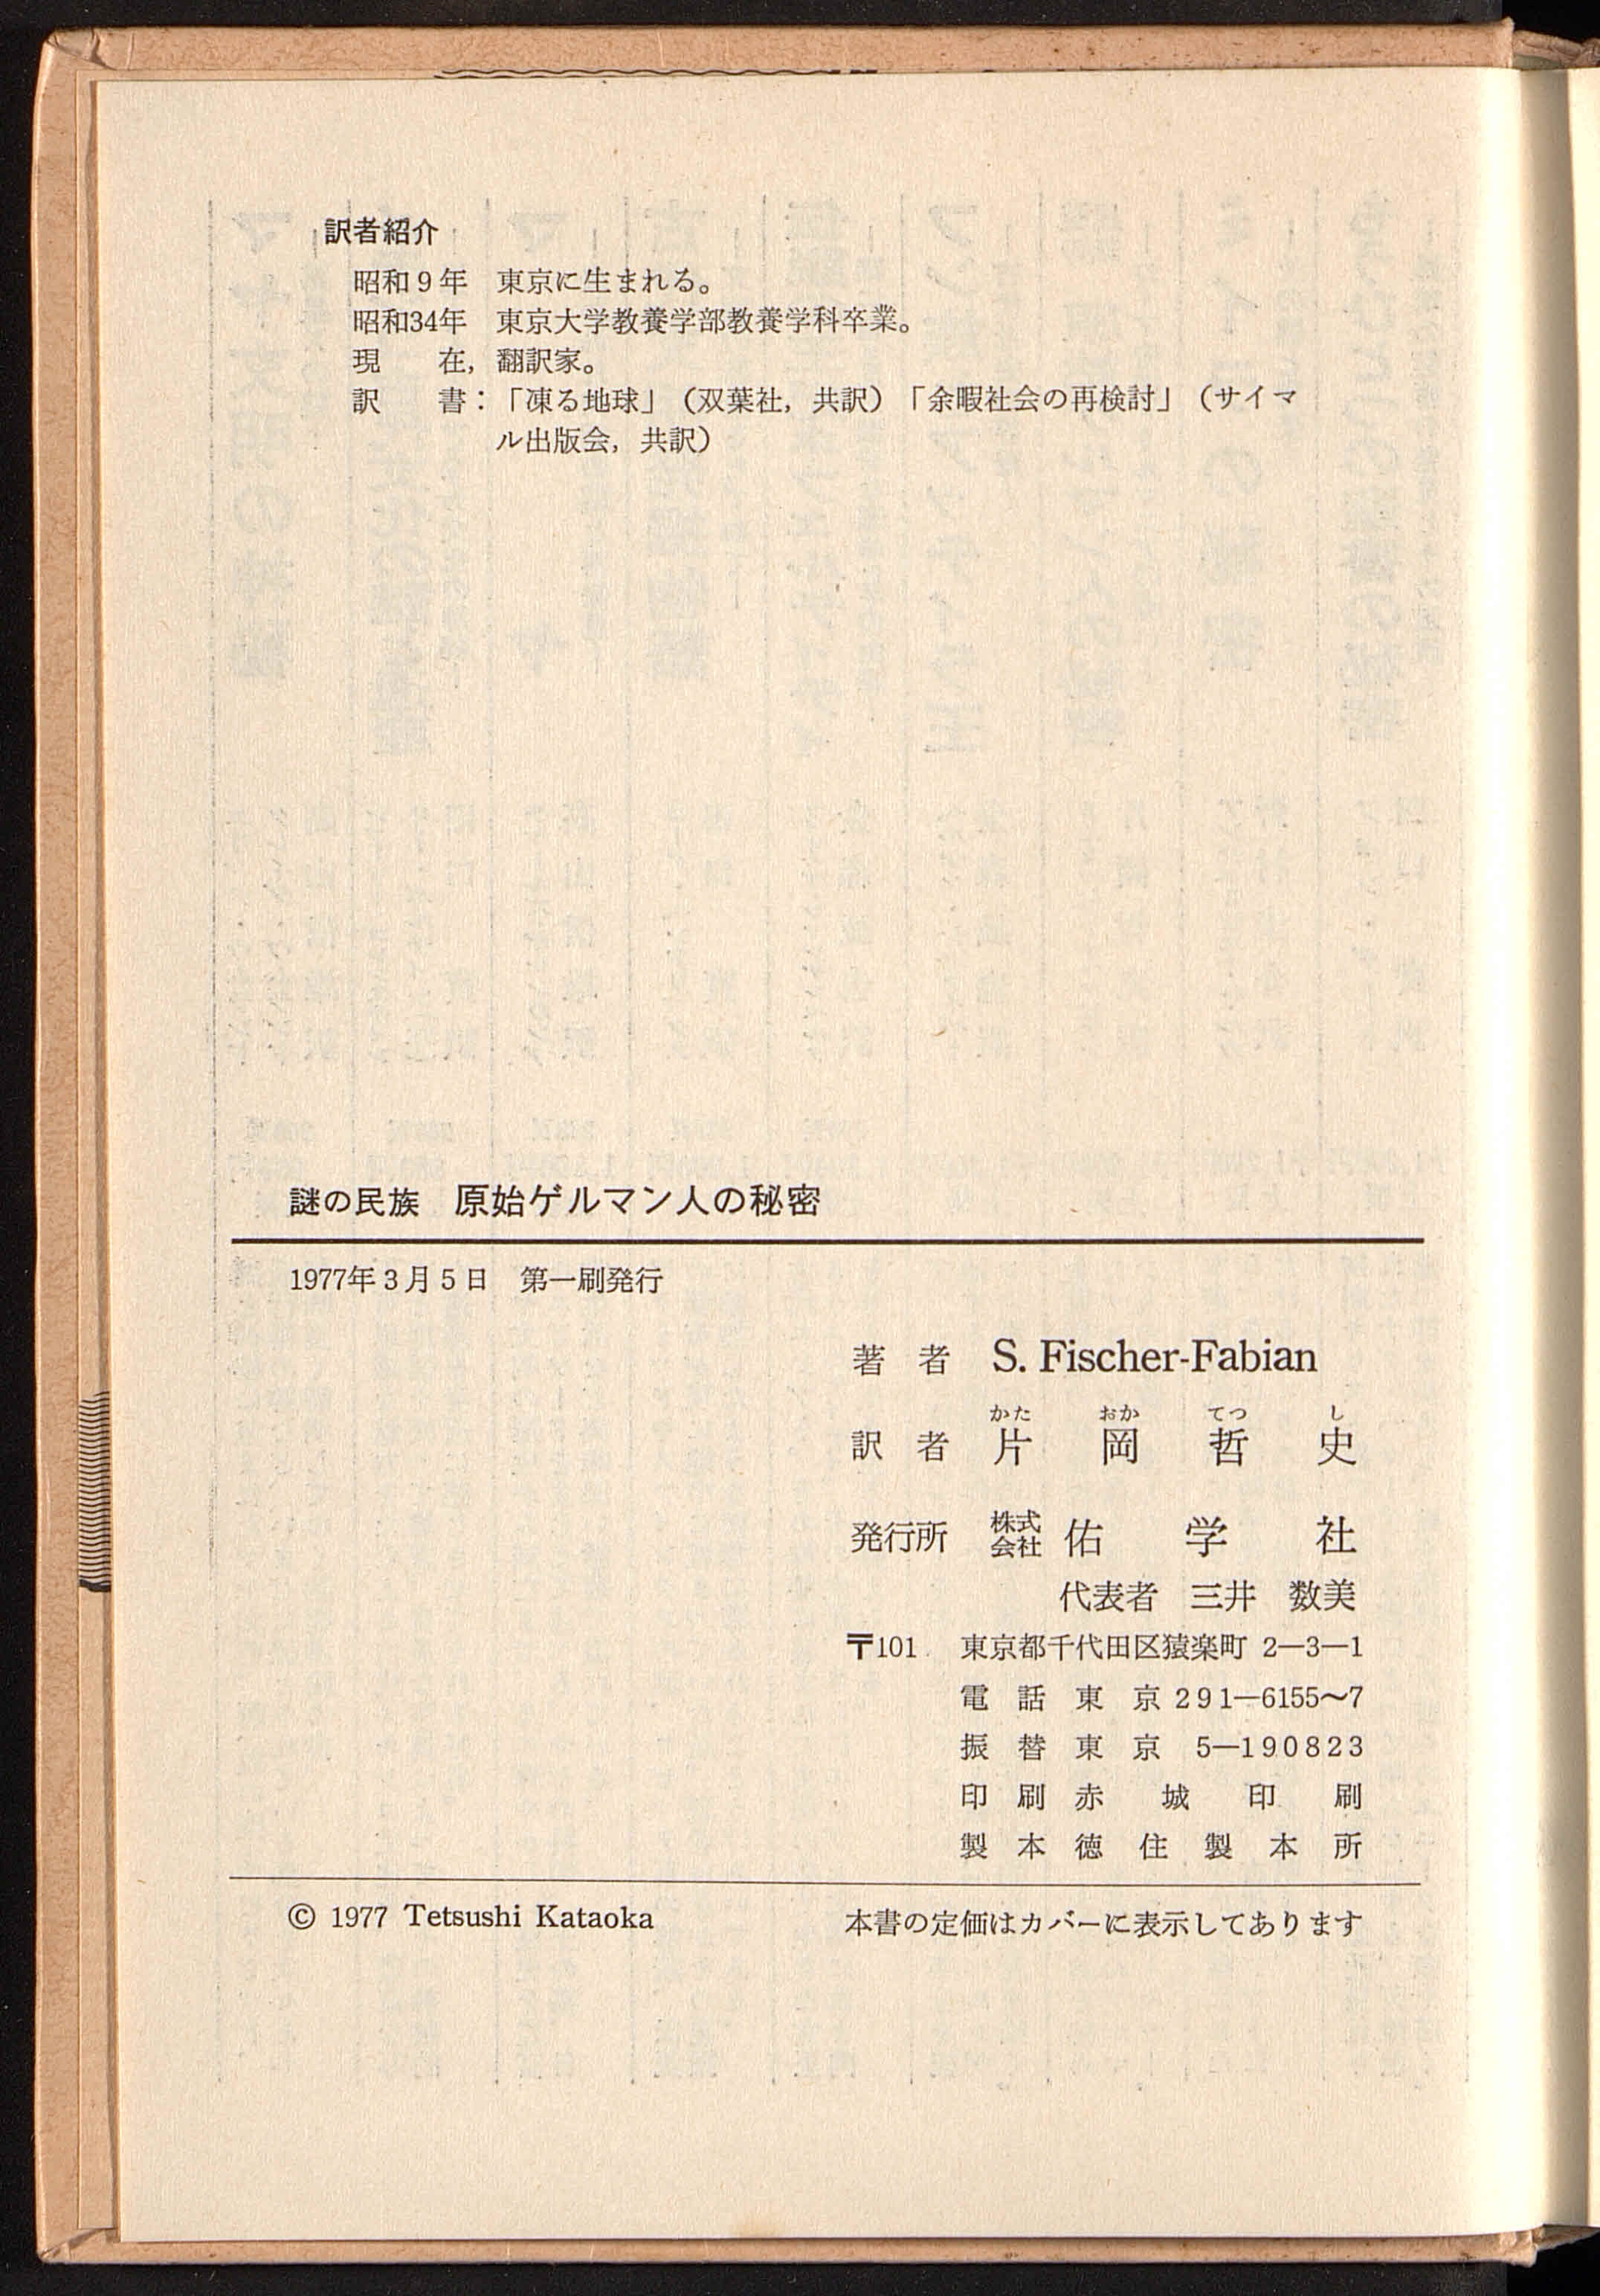 訳者紹介
昭和9年 東京に生まれる。
昭和34年 東京大学教養学部教養学科卒業。
現 在,翻訳家。
訳 書:「凍る地球」(双葉社,共訳)「余暇社会の再検討」(サイマ
ル出版会,共訳)
謎の民族 原始ゲルマン人の秘密
1977年3月5日 第一刷発行
著者 S. Fischer-Fabian
かた おか てつ し
訳者 片岡哲史
発行所 株式会社 佑学社
代表者 三井 数美
〒101 東京都千代田区猿楽町 2—3—1
電話東京291—6155〜7
振替東京 5—190823
印刷 赤城印刷
製本 徳住製本所
© 1977 Tetsushi Kataoka 本書の定価はカバーに表示してあります